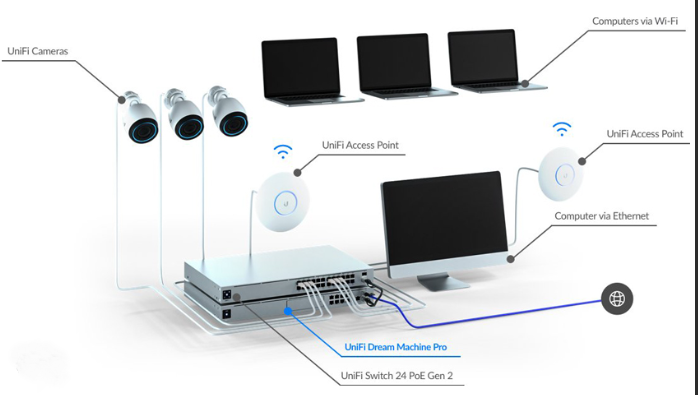 Computers via Wi-Fi
UniFi Cameras
UniFi Access Point
UniFi Access Point
Computer via Ethernet
UniFi Dream Machine Pro
UniFi Switch 24 PoE Gen 2